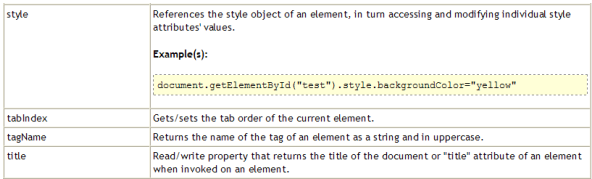 style
References the style object of an element, in turn accessing and modifying individual style
attributes' values.
Example(s):
document.getElementById("test").style.backgroundColor="yellow"
tabIndex
Gets/sets the tab order of the current element.
tagName
Returns the name of the tag of an element as a string and in uppercase.
title
Read/write property that returns the title of the document or "title" attribute of an element
when invoked on an element.